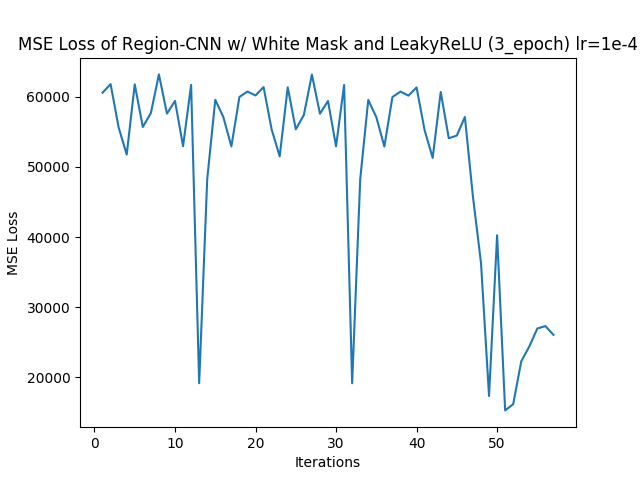 MSE Loss of Region-CNN w/ White Mask and LeakyReLU (3_epoch) lr=1e-4
60000
50000
40000
30000
20000
MSE Loss
0 10 20 30 40 50
Iterations